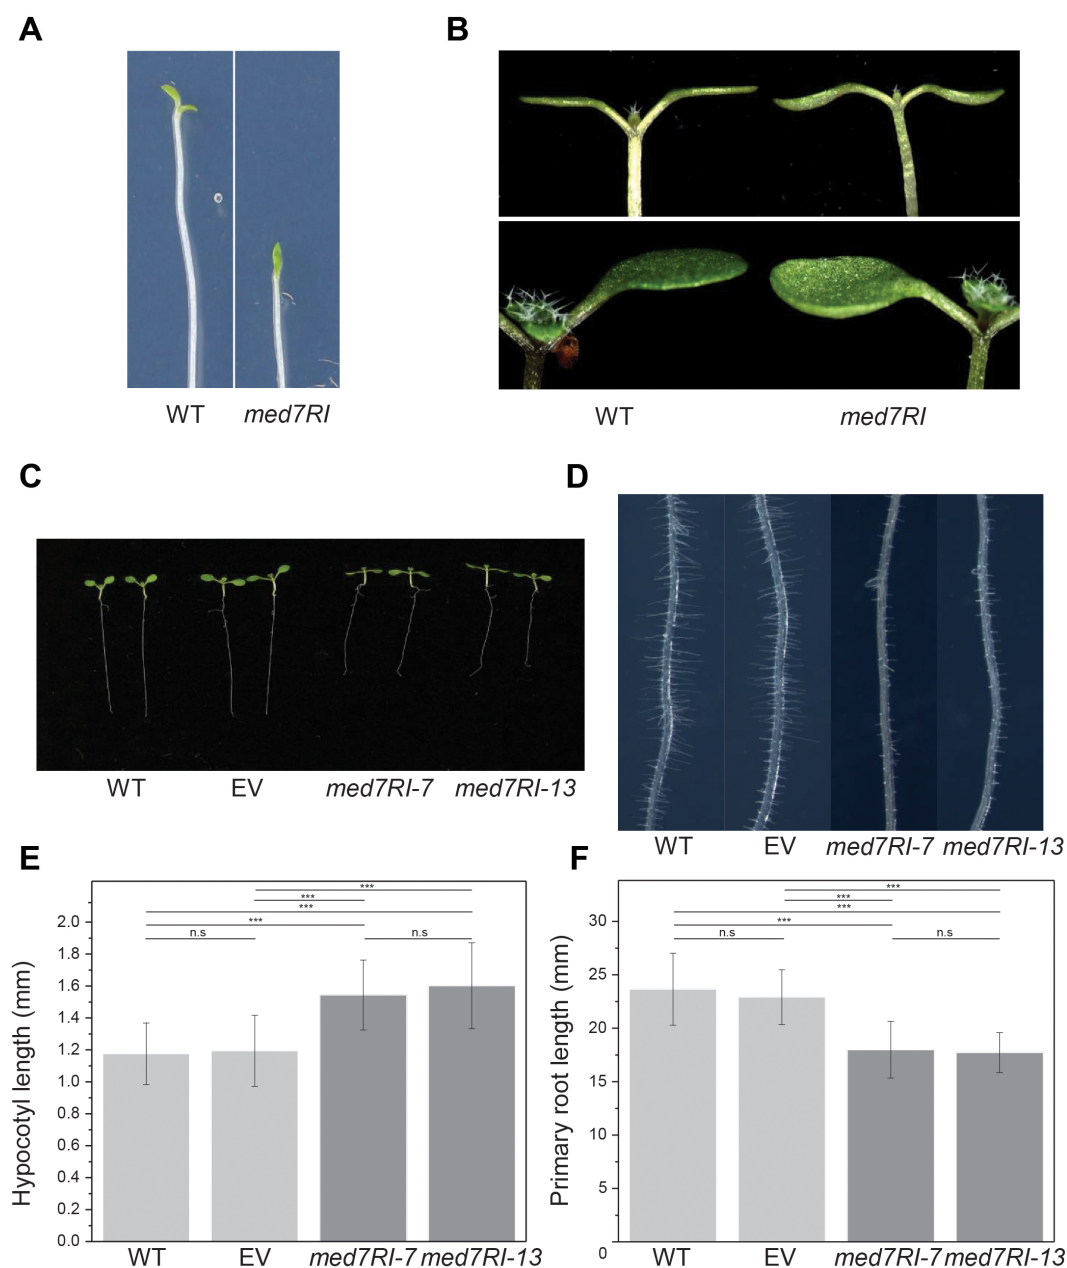 A
B
WT
med7RI
WT
med7RI
C
D
WT
EV
med7RI-7
med7RI-13
WT
EV
med7RI-7
med7RI-13
E
F
Hypocotyl length (mm)
2.0
1.8
1.6
1.4
1.2
1.0
0.8
0.6
0.4
0.2
0.0
***
***
***
***
n.s
n.s
WT
EV
med7RI-7
med7RI-13
Primary root length (mm)
30
25
20
15
10
5
0
***
***
***
***
n.s
n.s
WT
EV
med7RI-7
med7RI-13